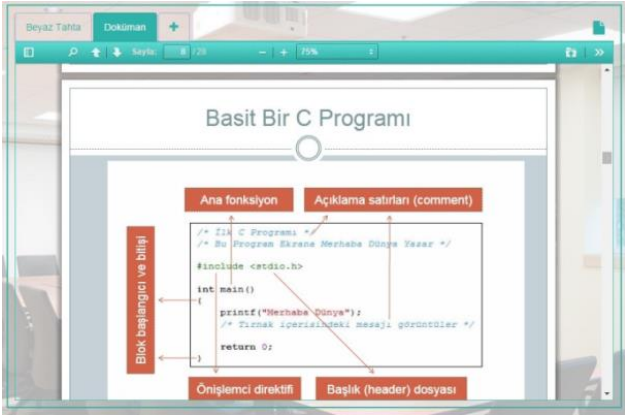 Beyaz Tahta
Doküman
+
Sayfa: 8 /28
− + 75%
Basit Bir C Programı
Ana fonksiyon
Açıklama satırları (comment)
Blok başlangıcı ve bitişi
/* İlk C Programı */
/* Bu Program Ekrana Merhaba Dünya Yazar */
#include <stdio.h>
int main()
{
printf("Merhaba Dünya");
/* Tırnak içerisindeki mesajı görüntüler */
return 0;
}
Önişlemci direktifi
Başlık (header) dosyası